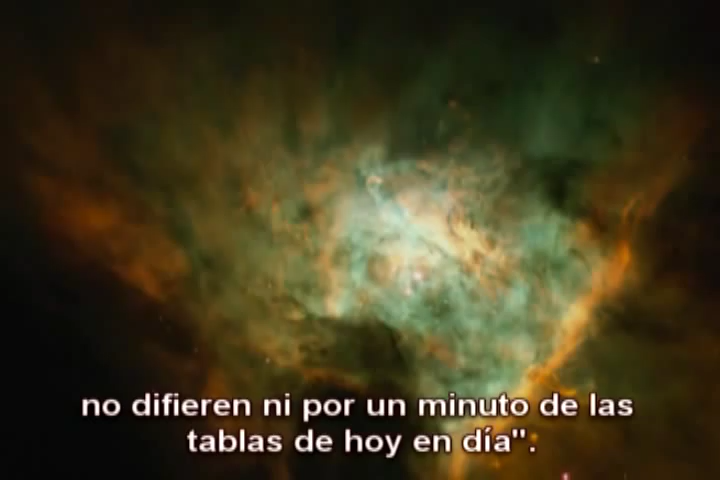 no difieren ni por un minuto de las
tablas de hoy en día".